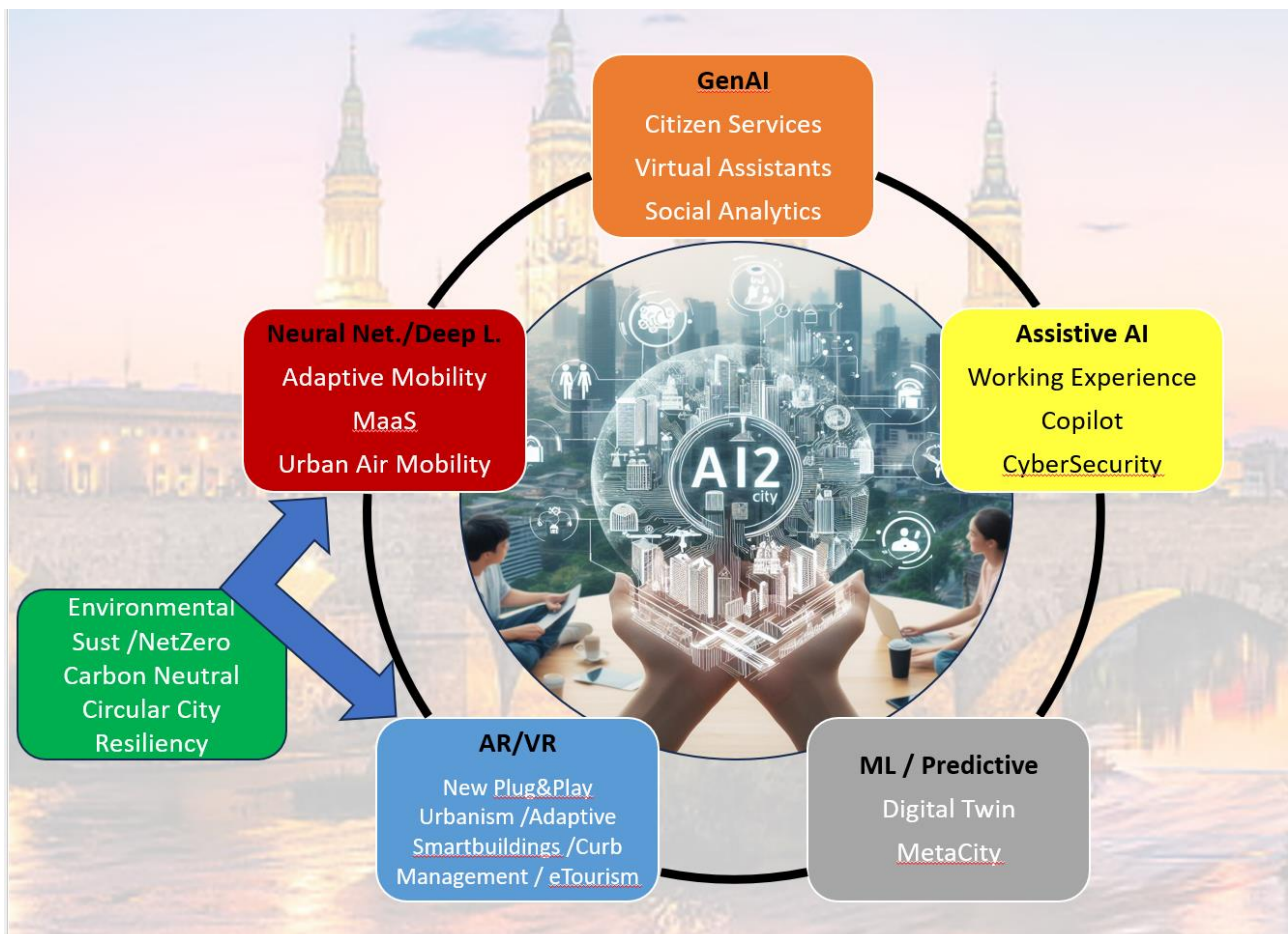 GenAI
Citizen Services
Virtual Assistants
Social Analytics
Neural Net./Deep L.
Adaptive Mobility
MaaS
Urban Air Mobility
Assistive AI
Working Experience
Copilot
CyberSecurity
AI2
city
Environmental
Sust /NetZero
Carbon Neutral
Circular City
Resiliency
AR/VR
New Plug&Play
Urbanism /Adaptive
Smartbuildings /Curb
Management / eTourism
ML / Predictive
Digital Twin
MetaCity